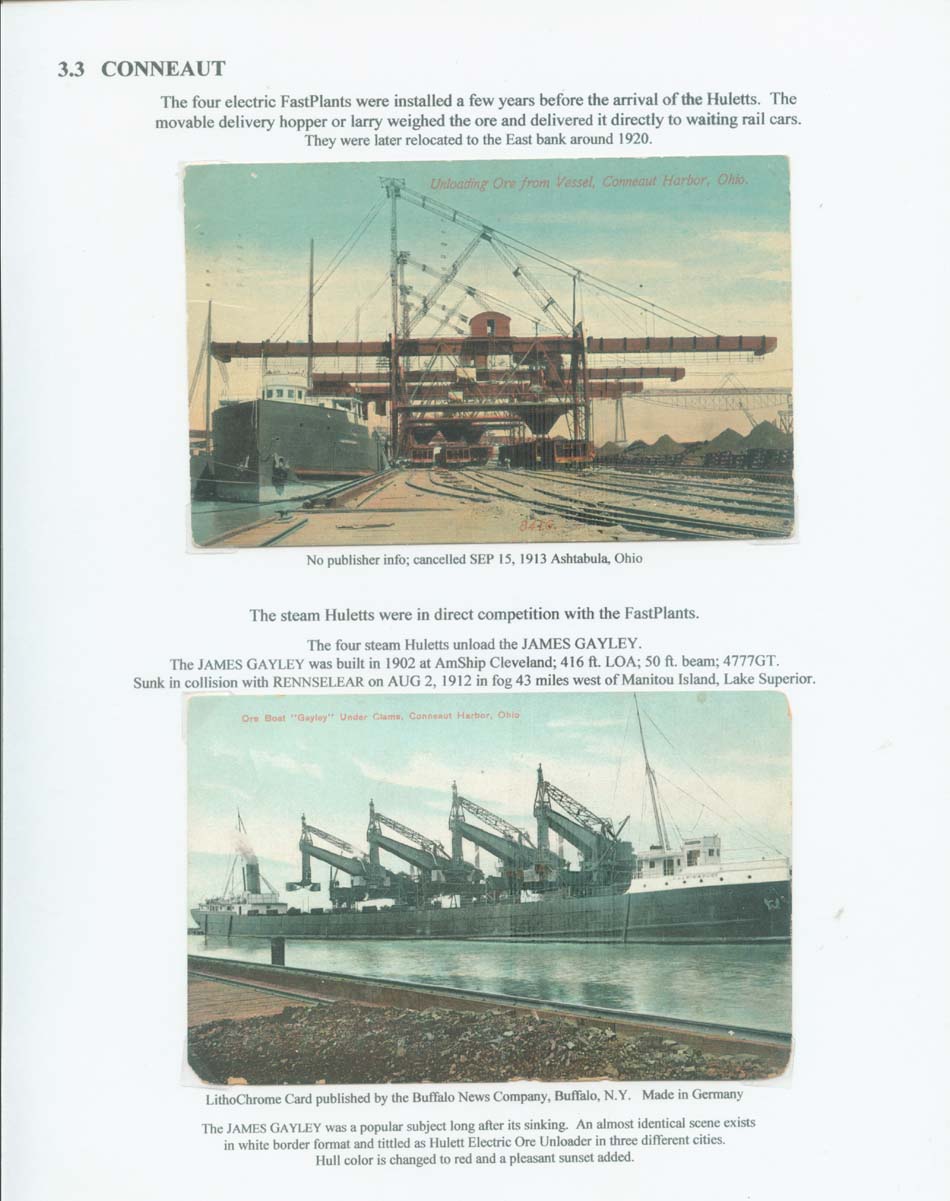 3.3 CONNEAUT
The four electric FastPlants were installed a few years before the arrival of the Huletts. The
movable delivery hopper or larry weighed the ore and delivered it directly to waiting rail cars.
They were later relocated to the East bank around 1920.
Unloading Ore from Vessel, Conneaut Harbor, Ohio.
8476.
No publisher info; cancelled SEP 15, 1913 Ashtabula, Ohio
The steam Huletts were in direct competition with the FastPlants.
The four steam Huletts unload the JAMES GAYLEY.
The JAMES GAYLEY was built in 1902 at AmShip Cleveland; 416 ft. LOA; 50 ft. beam; 4777GT.
Sunk in collision with RENNSELEAR on AUG 2, 1912 in fog 43 miles west of Manitou Island, Lake Superior.
Ore Boat "Gayley" Under Clams, Conneaut Harbor, Ohio
LithoChrome Card published by the Buffalo News Company, Buffalo, N.Y. Made in Germany
The JAMES GAYLEY was a popular subject long after its sinking. An almost identical scene exists
in white border format and tittled as Hulett Electric Ore Unloader in three different cities.
Hull color is changed to red and a pleasant sunset added.